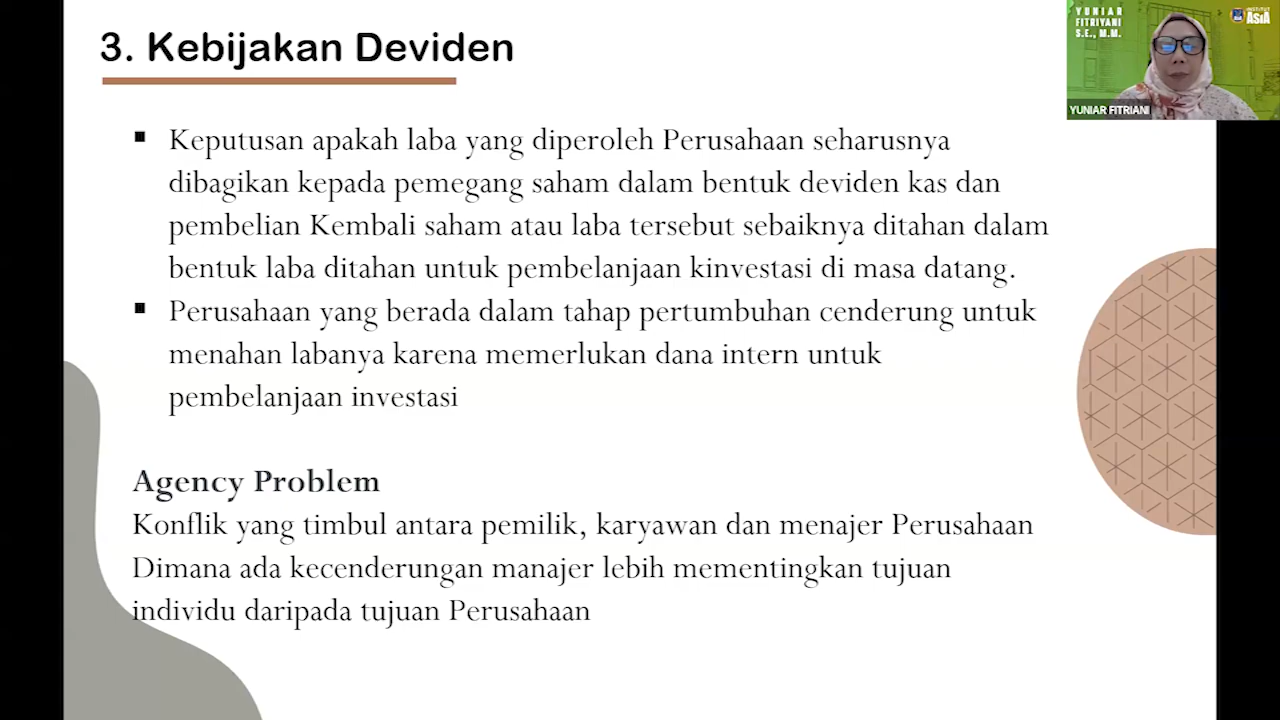 3. Kebijakan Deviden
YUNIAR
FITRIYANI
S.E., M.M.
INSTITUT
ASIA
YUNIAR FITRIANI
▪ Keputusan apakah laba yang diperoleh Perusahaan seharusnya
dibagikan kepada pemegang saham dalam bentuk deviden kas dan
pembelian Kembali saham atau laba tersebut sebaiknya ditahan dalam
bentuk laba ditahan untuk pembelanjaan kinvestasi di masa datang.
▪ Perusahaan yang berada dalam tahap pertumbuhan cenderung untuk
menahan labanya karena memerlukan dana intern untuk
pembelanjaan investasi
Agency Problem
Konflik yang timbul antara pemilik, karyawan dan menajer Perusahaan
Dimana ada kecenderungan manajer lebih mementingkan tujuan
individu daripada tujuan Perusahaan